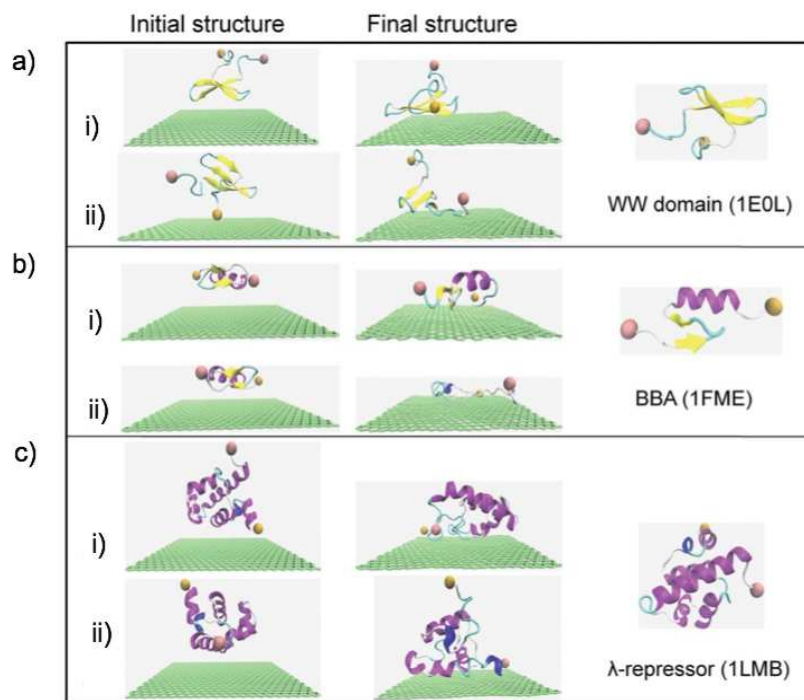 Initial structure Final structure
a)
i)
ii)
WW domain (1E0L)
b)
i)
ii)
BBA (1FME)
c)
i)
ii)
λ-repressor (1LMB)